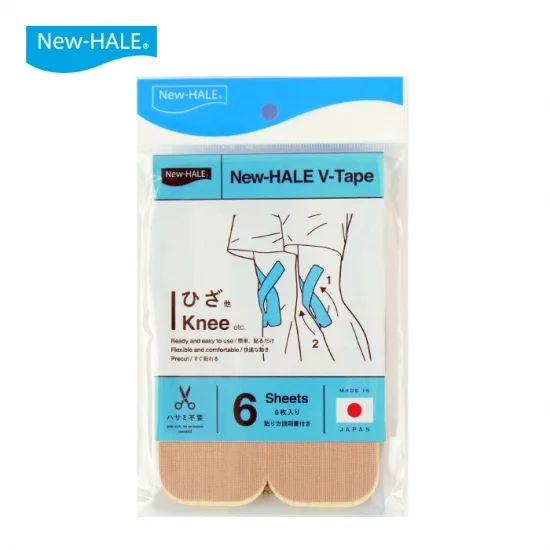 New-HALE®
New-HALE®
New-HALE®
New-HALE V-Tape
1
2
ひざ 他
Knee etc.
Ready and easy to use / 簡単、貼るだけ
Flexible and comfortable / 快適な動き
Precut / すぐ貼れる
ハサミ不要
6 Sheets
6枚入り
貼り方説明書付き
MADE IN
JAPAN